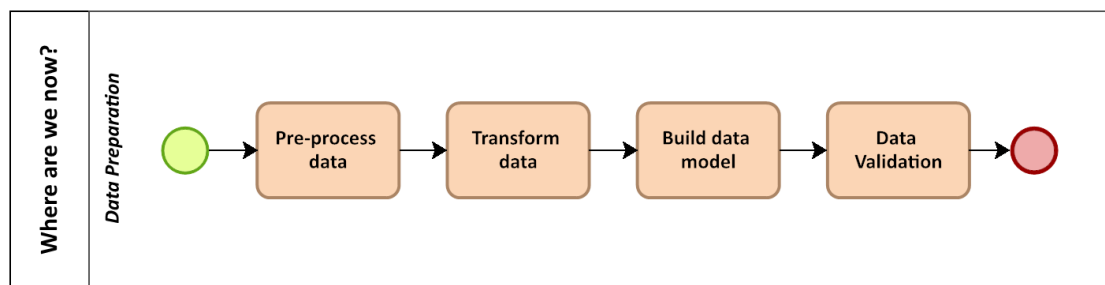 Where are we now?
Data Preparation
Pre-process
data
Transform
data
Build data
model
Data
Validation